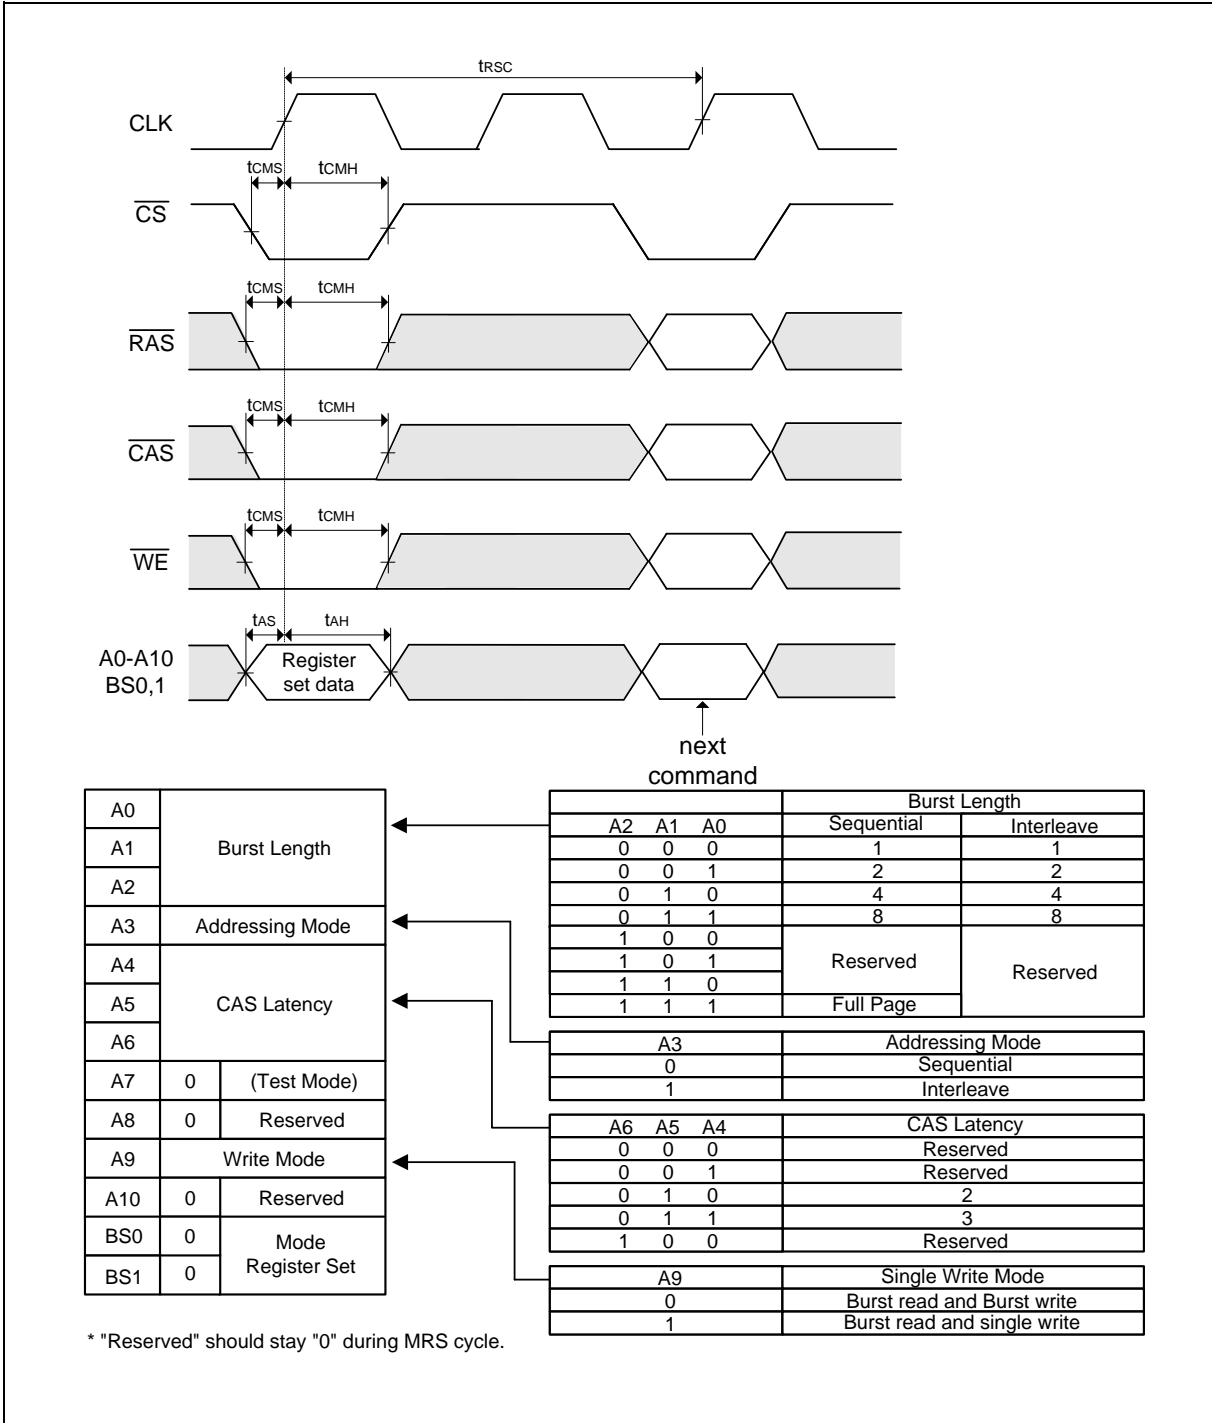 tRSC
CLK
tCMS tCMH
CS
tCMS tCMH
RAS
tCMS tCMH
CAS
tCMS tCMH
WE
tAS tAH
A0-A10
BS0,1
Register
set data
next
command
A0
A1 Burst Length
A2
A3 Addressing Mode
A4
A5 CAS Latency
A6
A7 0 (Test Mode)
A8 0 Reserved
A9 Write Mode
A10 0 Reserved
BS0 0 Mode
BS1 0 Register Set
Burst Length
A2 A1 A0 Sequential Interleave
0 0 0 1 1
0 0 1 2 2
0 1 0 4 4
0 1 1 8 8
1 0 0
1 0 1 Reserved Reserved
1 1 0
1 1 1 Full Page
A3 Addressing Mode
0 Sequential
1 Interleave
A6 A5 A4 CAS Latency
0 0 0 Reserved
0 0 1 Reserved
0 1 0 2
0 1 1 3
1 0 0 Reserved
A9 Single Write Mode
0 Burst read and Burst write
1 Burst read and single write
* "Reserved" should stay "0" during MRS cycle.